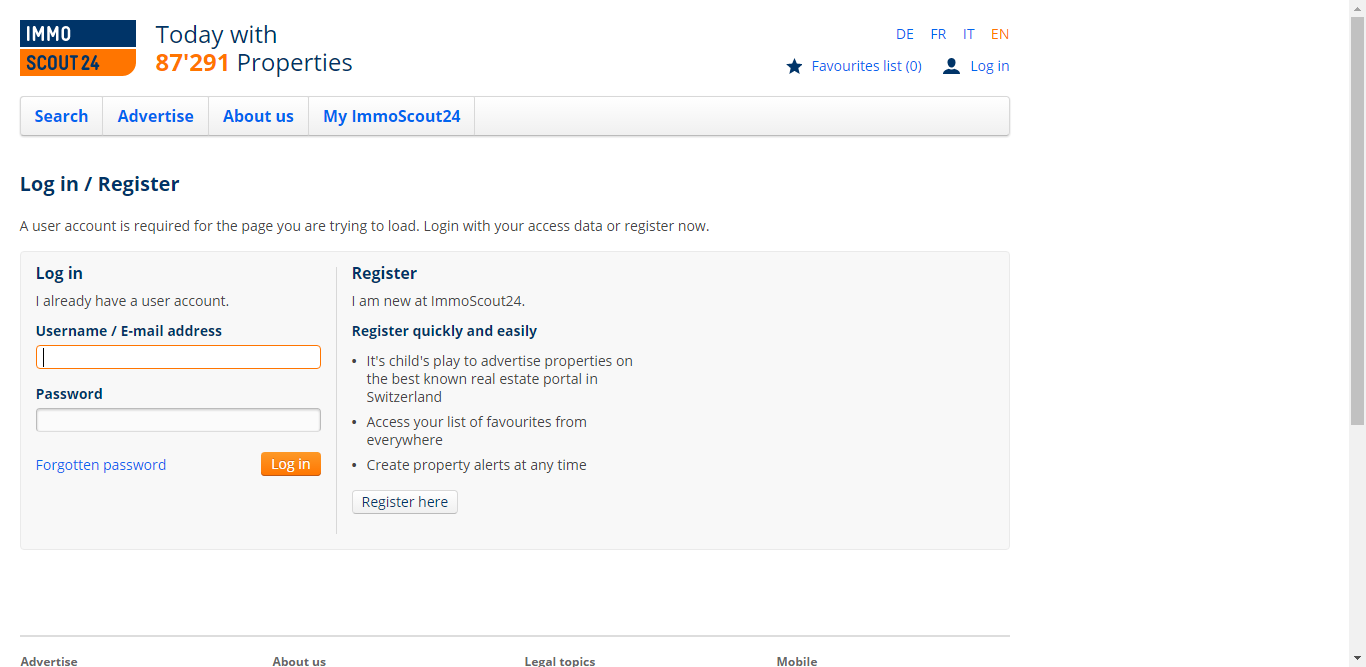 IMMO
SCOUT24
Today with
87'291 Properties
DE FR IT EN
Favourites list (0) Log in
Search Advertise About us My ImmoScout24
Log in / Register
A user account is required for the page you are trying to load. Login with your access data or register now.
Log in
I already have a user account.
Username / E-mail address
Password
Forgotten password Log in
Register
I am new at ImmoScout24.
Register quickly and easily
• It's child's play to advertise properties on
the best known real estate portal in
Switzerland
• Access your list of favourites from
everywhere
• Create property alerts at any time
Register here
Advertise About us Legal topics Mobile